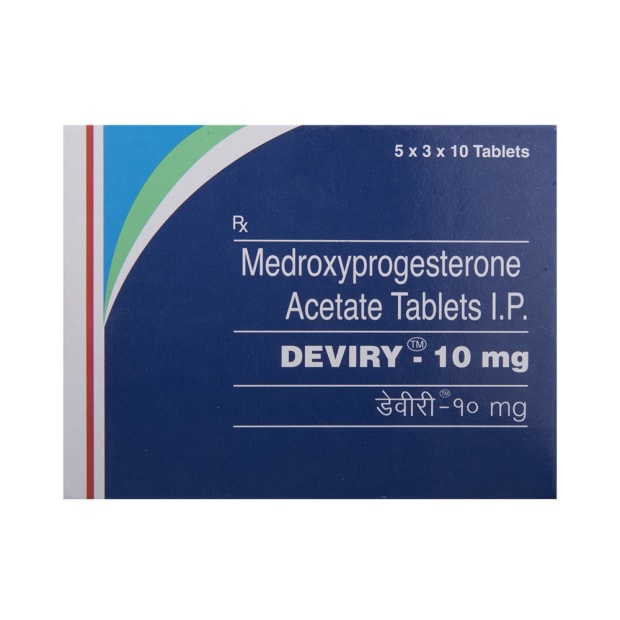 5 x 3 x 10 Tablets
Rx
Medroxyprogesterone
Acetate Tablets I.P.
DEVIRY™ - 10 mg
डेवीरी™-१० mg